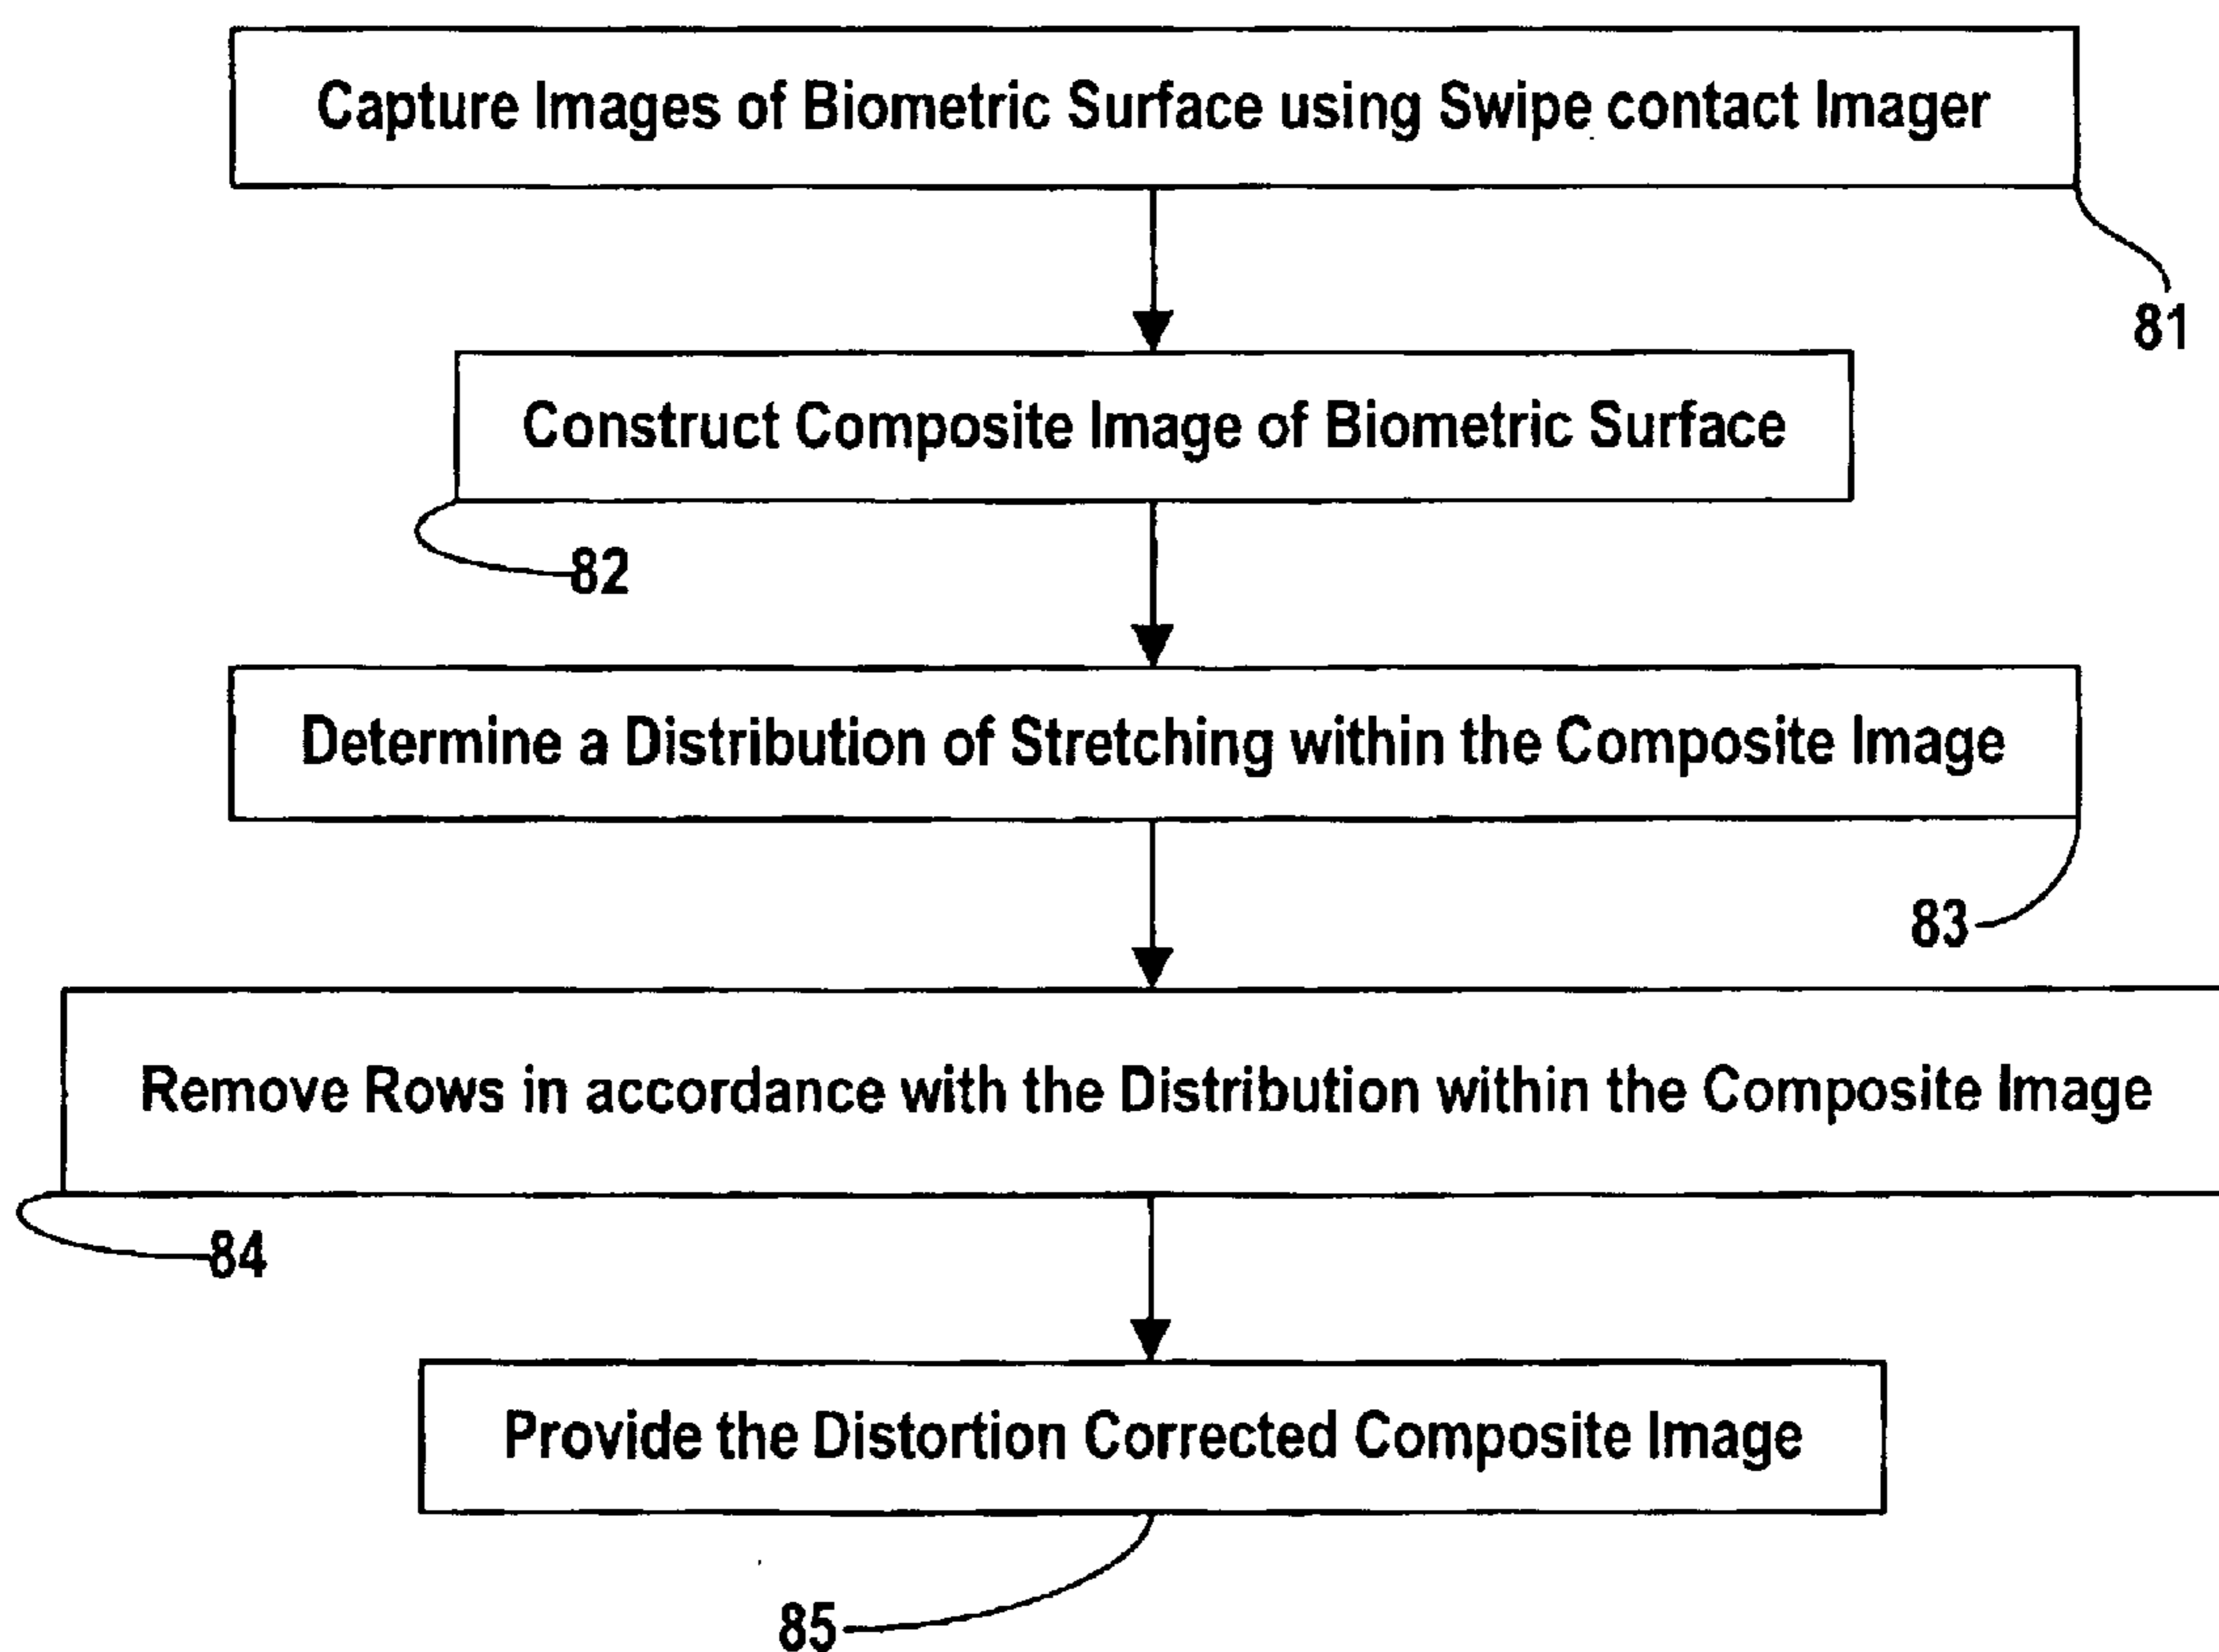 Capture Images of Biometric Surface using Swipe contact Imager
81
Construct Composite Image of Biometric Surface
82
Determine a Distribution of Stretching within the Composite Image
83
Remove Rows in accordance with the Distribution within the Composite Image
84
Provide the Distortion Corrected Composite Image
85